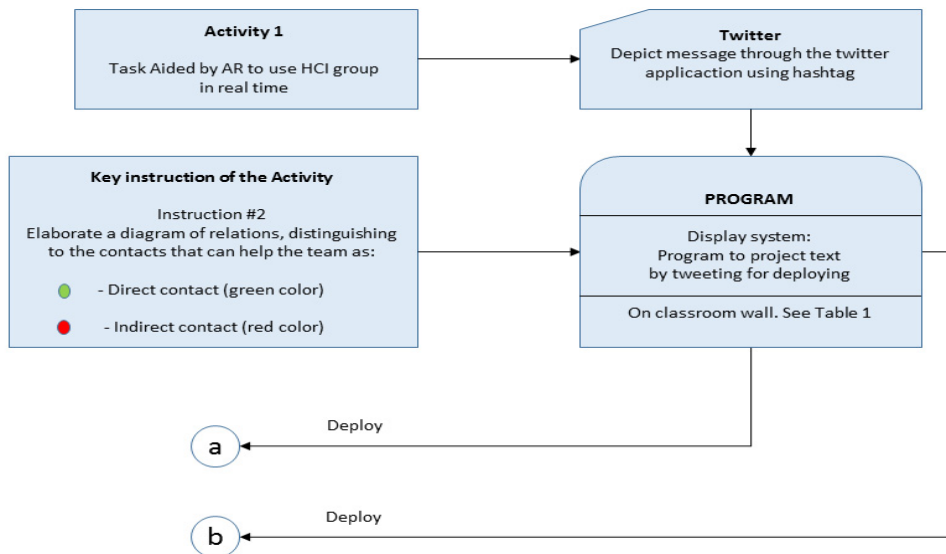 Activity 1
Task Aided by AR to use HCI group
in real time
Twitter
Depict message through the twitter
applicaction using hashtag
Key instruction of the Activity
Instruction #2
Elaborate a diagram of relations, distinguishing
to the contacts that can help the team as:
- Direct contact (green color)
- Indirect contact (red color)
PROGRAM
Display system:
Program to project text
by tweeting for deploying
On classroom wall. See Table 1
Deploy
a
Deploy
b